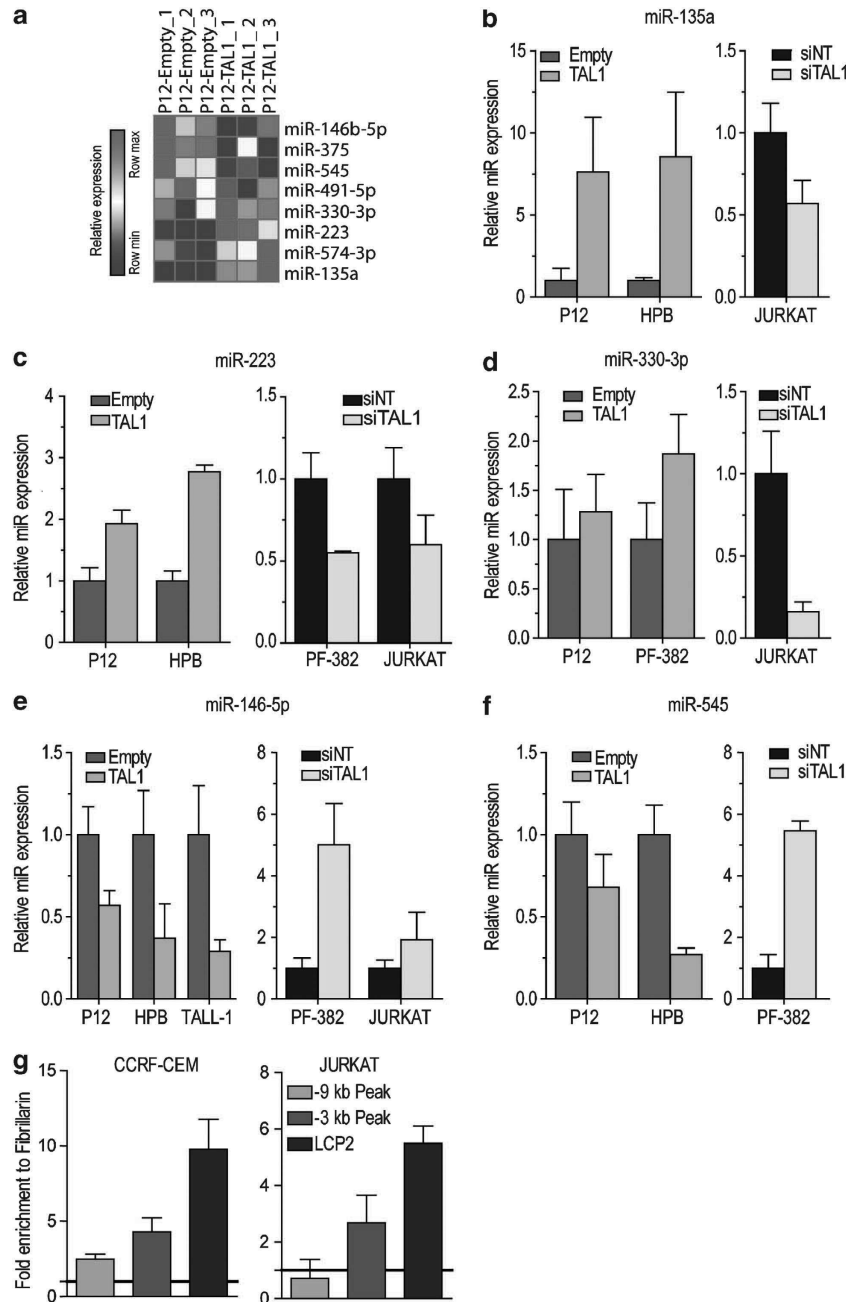 a
P12-Empty_1
P12-Empty_2
P12-Empty_3
P12-TAL1_1
P12-TAL1_2
P12-TAL1_3
Relative expression
Row max
Row min
miR-146b-5p
miR-375
miR-545
miR-491-5p
miR-330-3p
miR-223
miR-574-3p
miR-135a
b
miR-135a
Relative miR expression
15
10
7.5
5
2.5
0
Empty
TAL1
P12 HPB
1.5
1.0
0.5
0.0
siNT
siTAL1
JURKAT
c
miR-223
Relative miR expression
4
3
2
1
0
Empty
TAL1
P12 HPB
1.5
1.0
0.5
0.0
siNT
siTAL1
PF-382 JURKAT
d
miR-330-3p
Relative miR expression
2.5
2.0
1.5
1.25
1.0
0.5
0.0
Empty
TAL1
P12 PF-382
1.5
1.0
0.5
0.0
siNT
siTAL1
JURKAT
e
miR-146-5p
Relative miR expression
1.5
1.0
0.5
0.0
Empty
TAL1
P12 HPB TALL-1
8
6
4
2
0
siNT
siTAL1
PF-382 JURKAT
f
miR-545
Relative miR expression
1.5
1.0
0.5
0.0
Empty
TAL1
P12 HPB
8
6
4
2
0
siNT
siTAL1
PF-382
g
CCRF-CEM
Fold enrichment to Fibrillarin
15
10
5
0
JURKAT
8
6
4
2
0
-9 kb Peak
-3 kb Peak
LCP2